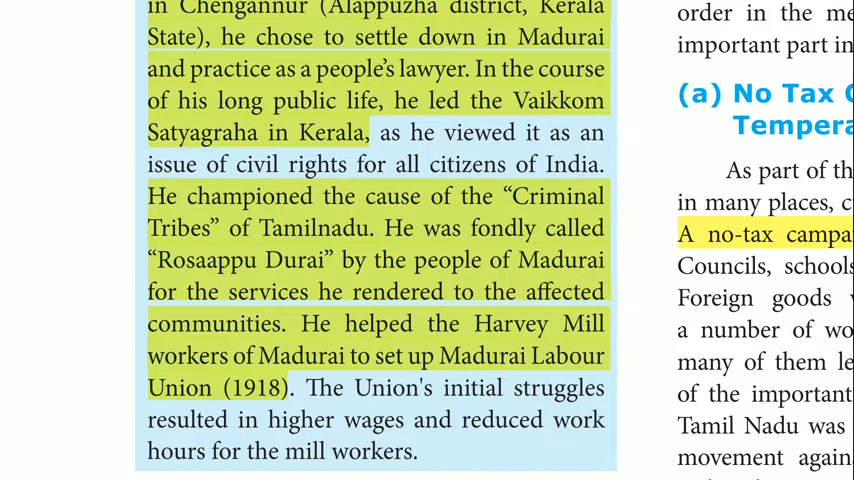 in Chengannur (Alappuzha district, Kerala
State), he chose to settle down in Madurai
and practice as a people’s lawyer. In the course
of his long public life, he led the Vaikkom
Satyagraha in Kerala, as he viewed it as an
issue of civil rights for all citizens of India.
He championed the cause of the “Criminal
Tribes” of Tamilnadu. He was fondly called
“Rosaappu Durai” by the people of Madurai
for the services he rendered to the affected
communities. He helped the Harvey Mill
workers of Madurai to set up Madurai Labour
Union (1918). The Union's initial struggles
resulted in higher wages and reduced work
hours for the mill workers.
order in the
important part in
(a) No Tax
As part of
in many places,
A no-tax
Councils,
Foreign goods
a number of
many of them
of the important
Tamil Nadu was
movement